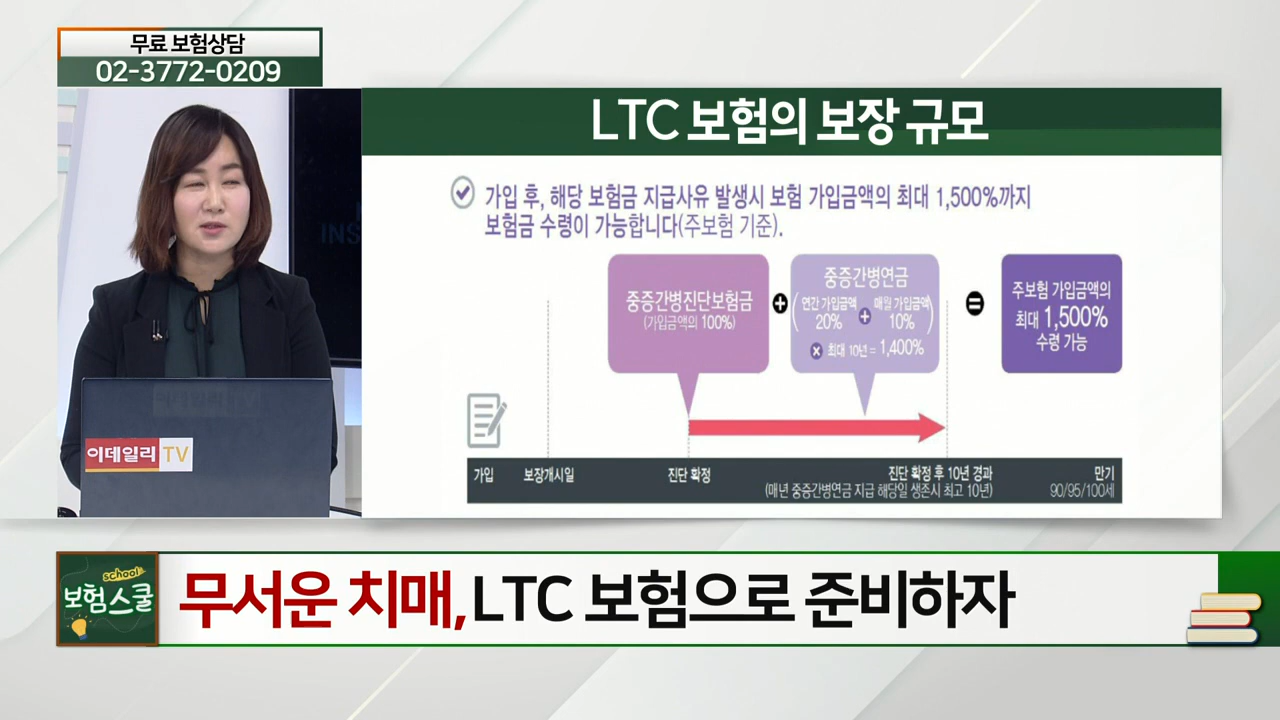 무료 보험상담
02-3772-0209
LTC 보험의 보장 규모
가입 후, 해당 보험금 지급사유 발생시 보험 가입금액의 최대 1,500%까지
보험금 수령이 가능합니다(주보험 기준).
중증간병진단보험금
(가입금액의 100%)
+
중증간병연금
(연간 가입금액 20% + 매월 가입금액 10%)
× 최대 10년 = 1,400%
=
주보험 가입금액의
최대 1,500%
수령 가능
가입
보장개시일
진단 확정
진단 확정 후 10년 경과
(매년 중증간병연금 지급 해당일 생존시 최고 10년)
만기
90/95/100세
이데일리 TV
school
보험스쿨
무서운 치매, LTC 보험으로 준비하자